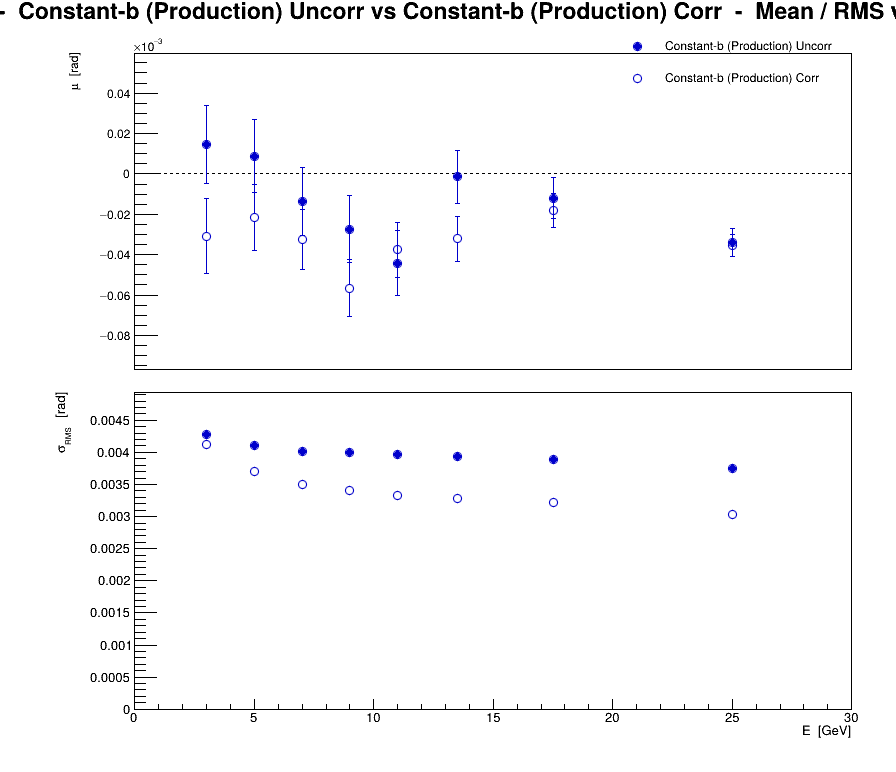 -  Constant-b (Production) Uncorr vs Constant-b (Production) Corr  -  Mean / RMS v
×10⁻³
μ [rad]
Constant-b (Production) Uncorr
Constant-b (Production) Corr
0.04
0.02
0
−0.02
−0.04
−0.06
−0.08
σRMS [rad]
0.0045
0.004
0.0035
0.003
0.0025
0.002
0.0015
0.001
0.0005
0
0 5 10 15 20 25 30
E [GeV]